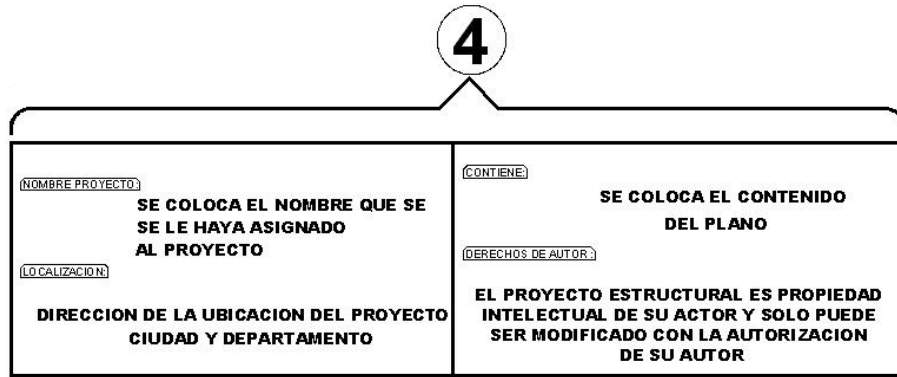 4
NOMBRE PROYECTO:
SE COLOCA EL NOMBRE QUE SE
SE LE HAYA ASIGNADO
AL PROYECTO
LOCALIZACION:
DIRECCION DE LA UBICACION DEL PROYECTO
CIUDAD Y DEPARTAMENTO
CONTIENE:
SE COLOCA EL CONTENIDO
DEL PLANO
DERECHOS DE AUTOR:
EL PROYECTO ESTRUCTURAL ES PROPIEDAD
INTELECTUAL DE SU ACTOR Y SOLO PUEDE
SER MODIFICADO CON LA AUTORIZACION
DE SU AUTOR